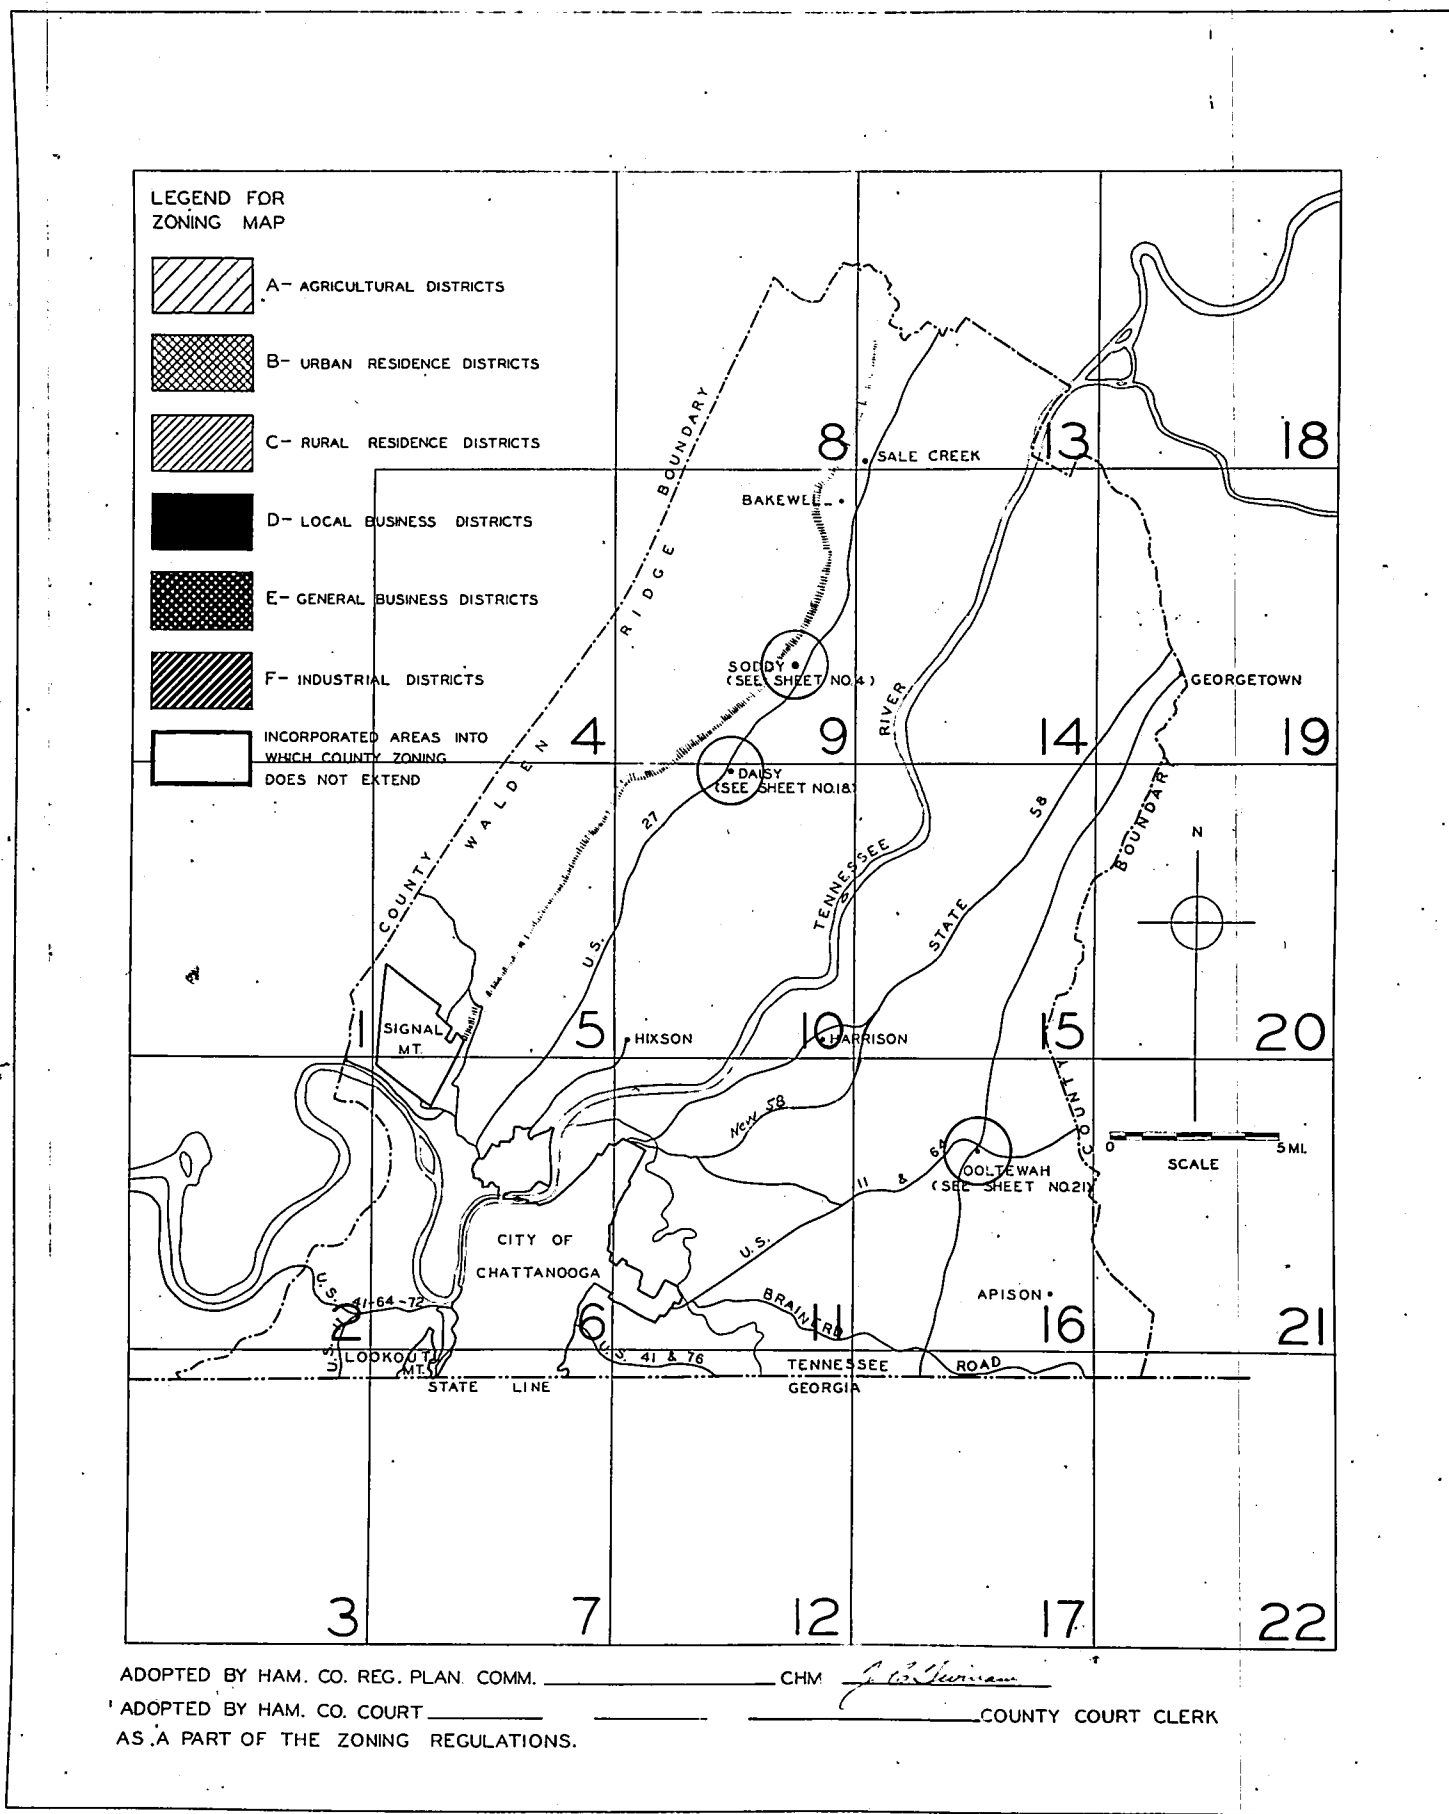 LEGEND FOR
ZONING MAP
A- AGRICULTURAL DISTRICTS
B- URBAN RESIDENCE DISTRICTS
C- RURAL RESIDENCE DISTRICTS
D- LOCAL BUSINESS DISTRICTS
E- GENERAL BUSINESS DISTRICTS
F- INDUSTRIAL DISTRICTS
INCORPORATED AREAS INTO
WHICH COUNTY ZONING
DOES NOT EXTEND
COUNTY BOUNDARY
WALDEN RIDGE
8
13
18
SALE CREEK
BAKEWELL
SODDY
(SEE SHEET NO.4)
GEORGETOWN
4
9
14
19
DAISY
(SEE SHEET NO.18)
U.S. 27
TENNESSEE RIVER
STATE 58
COUNTY BOUNDAR
N
SIGNAL
MT.
1
5
10
15
20
HIXSON
HARRISON
New 58
0
5 MI.
SCALE
U.S. 11 & 64
OOLTEWAH
(SEE SHEET NO.21)
CITY OF
CHATTANOOGA
APISON
U.S. 41-64-72
U.S.
BRAINERD ROAD
2
6
11
16
21
LOOKOUT
MT.
U.S. 41 & 76
TENNESSEE
STATE LINE
GEORGIA
3
7
12
17
22
ADOPTED BY HAM. CO. REG. PLAN. COMM. CHM
ADOPTED BY HAM. CO. COURT COUNTY COURT CLERK
AS A PART OF THE ZONING REGULATIONS.